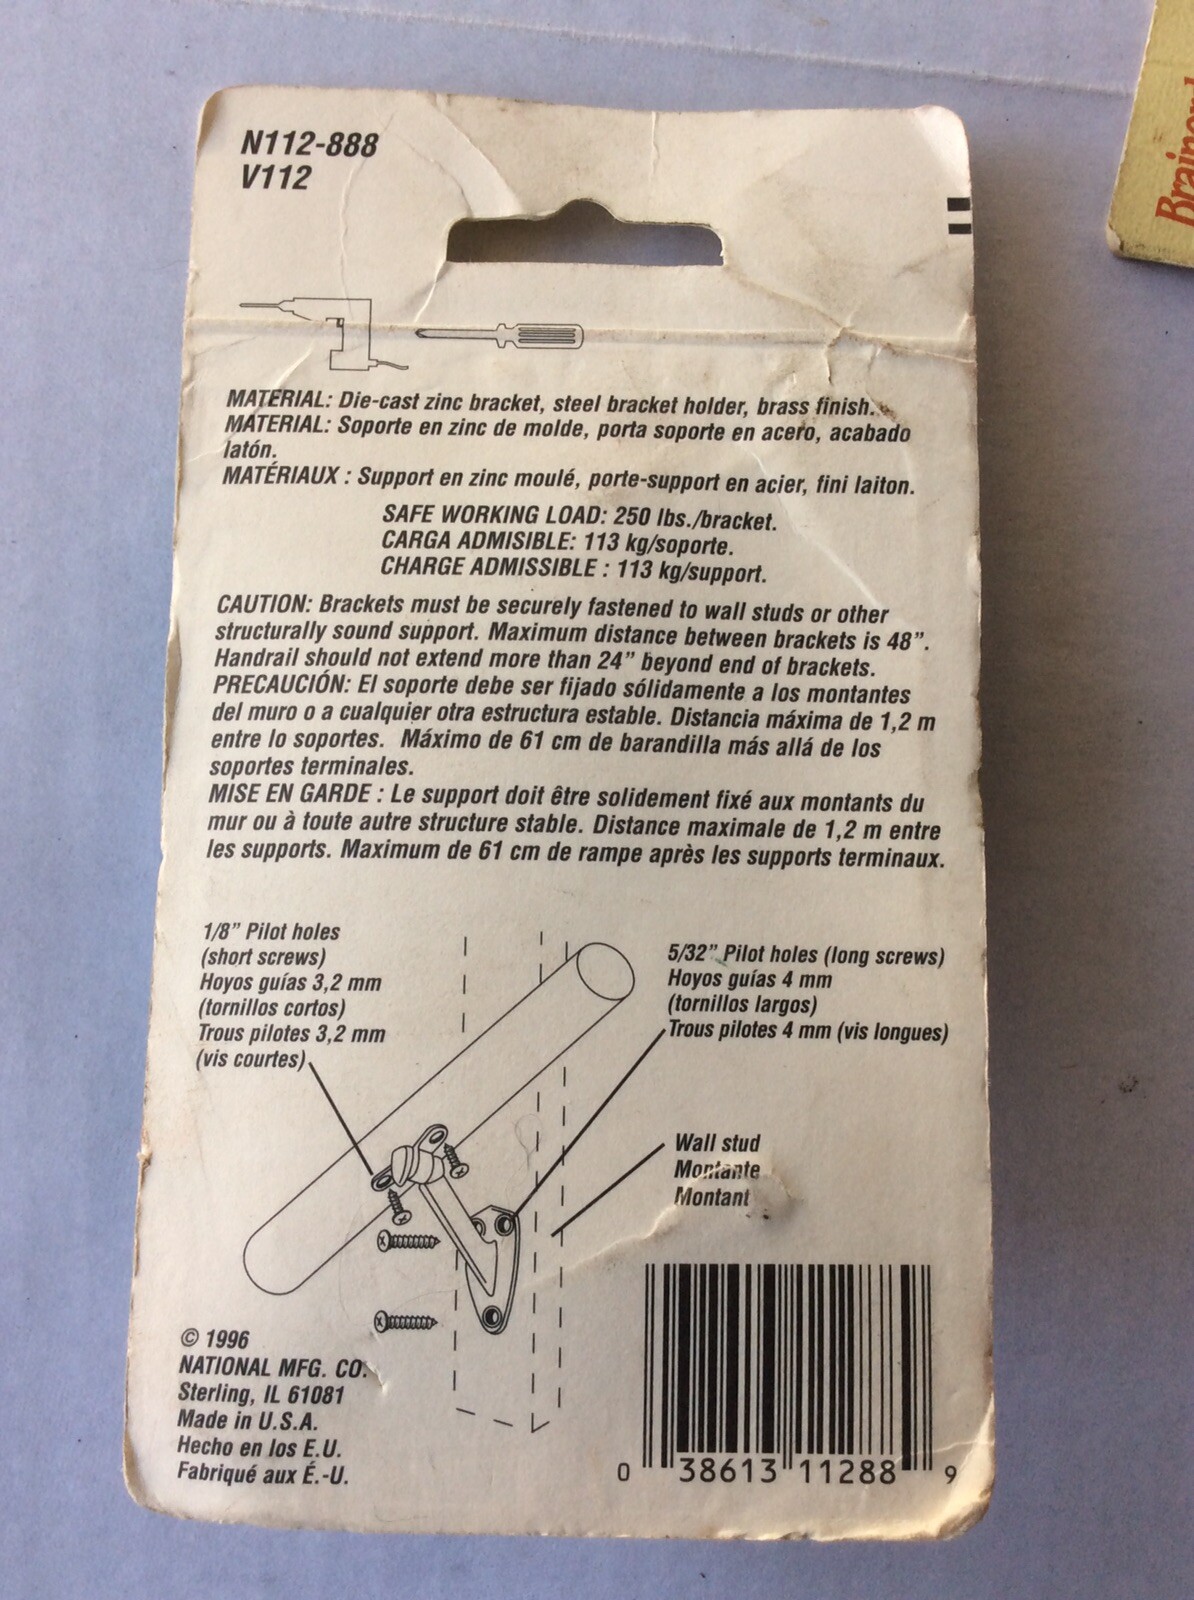 N112-888
V112
MATERIAL: Die-cast zinc bracket, steel bracket holder, brass finish.
MATERIAL: Soporte en zinc de molde, porta soporte en acero, acabado
latón.
MATÉRIAUX : Support en zinc moulé, porte-support en acier, fini laiton.
SAFE WORKING LOAD: 250 lbs./bracket.
CARGA ADMISIBLE: 113 kg/soporte.
CHARGE ADMISSIBLE : 113 kg/support.
CAUTION: Brackets must be securely fastened to wall studs or other
structurally sound support. Maximum distance between brackets is 48”.
Handrail should not extend more than 24” beyond end of brackets.
PRECAUCIÓN: El soporte debe ser fijado sólidamente a los montantes
del muro o a cualquier otra estructura estable. Distancia máxima de 1,2 m
entre lo soportes. Máximo de 61 cm de barandilla más allá de los
soportes terminales.
MISE EN GARDE : Le support doit être solidement fixé aux montants du
mur ou à toute autre structure stable. Distance maximale de 1,2 m entre
les supports. Maximum de 61 cm de rampe après les supports terminaux.
1/8” Pilot holes
(short screws)
Hoyos guías 3,2 mm
(tornillos cortos)
Trous pilotes 3,2 mm
(vis courtes)
5/32” Pilot holes (long screws)
Hoyos guías 4 mm
(tornillos largos)
Trous pilotes 4 mm (vis longues)
Wall stud
Montante
Montant
© 1996
NATIONAL MFG. CO.
Sterling, IL 61081
Made in U.S.A.
Hecho en los E.U.
Fabriqué aux É.-U.
0 38613 11288 9